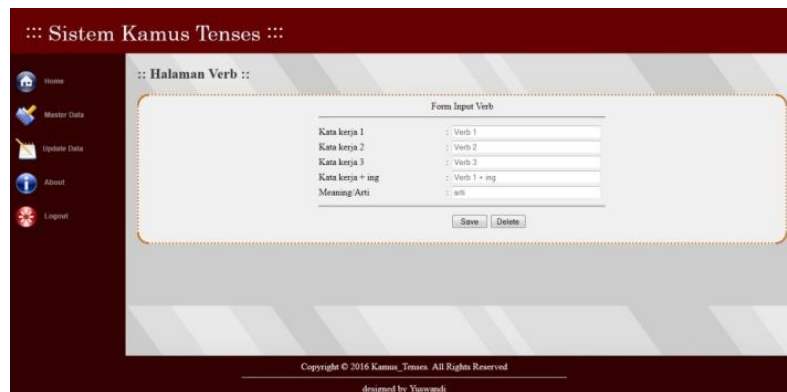 ::: Sistem Kamus Tenses :::
Home
Master Data
Update Data
About
Logout
:: Halaman Verb ::
Form Input Verb
Kata kerja 1 : Verb 1
Kata kerja 2 : Verb 2
Kata kerja 3 : Verb 3
Kata kerja + ing : Verb 1 + ing
Meaning/Arti : arti
Save Delete
Copyright © 2016 Kamus_Tenses. All Rights Reserved
designed by Yuswandi